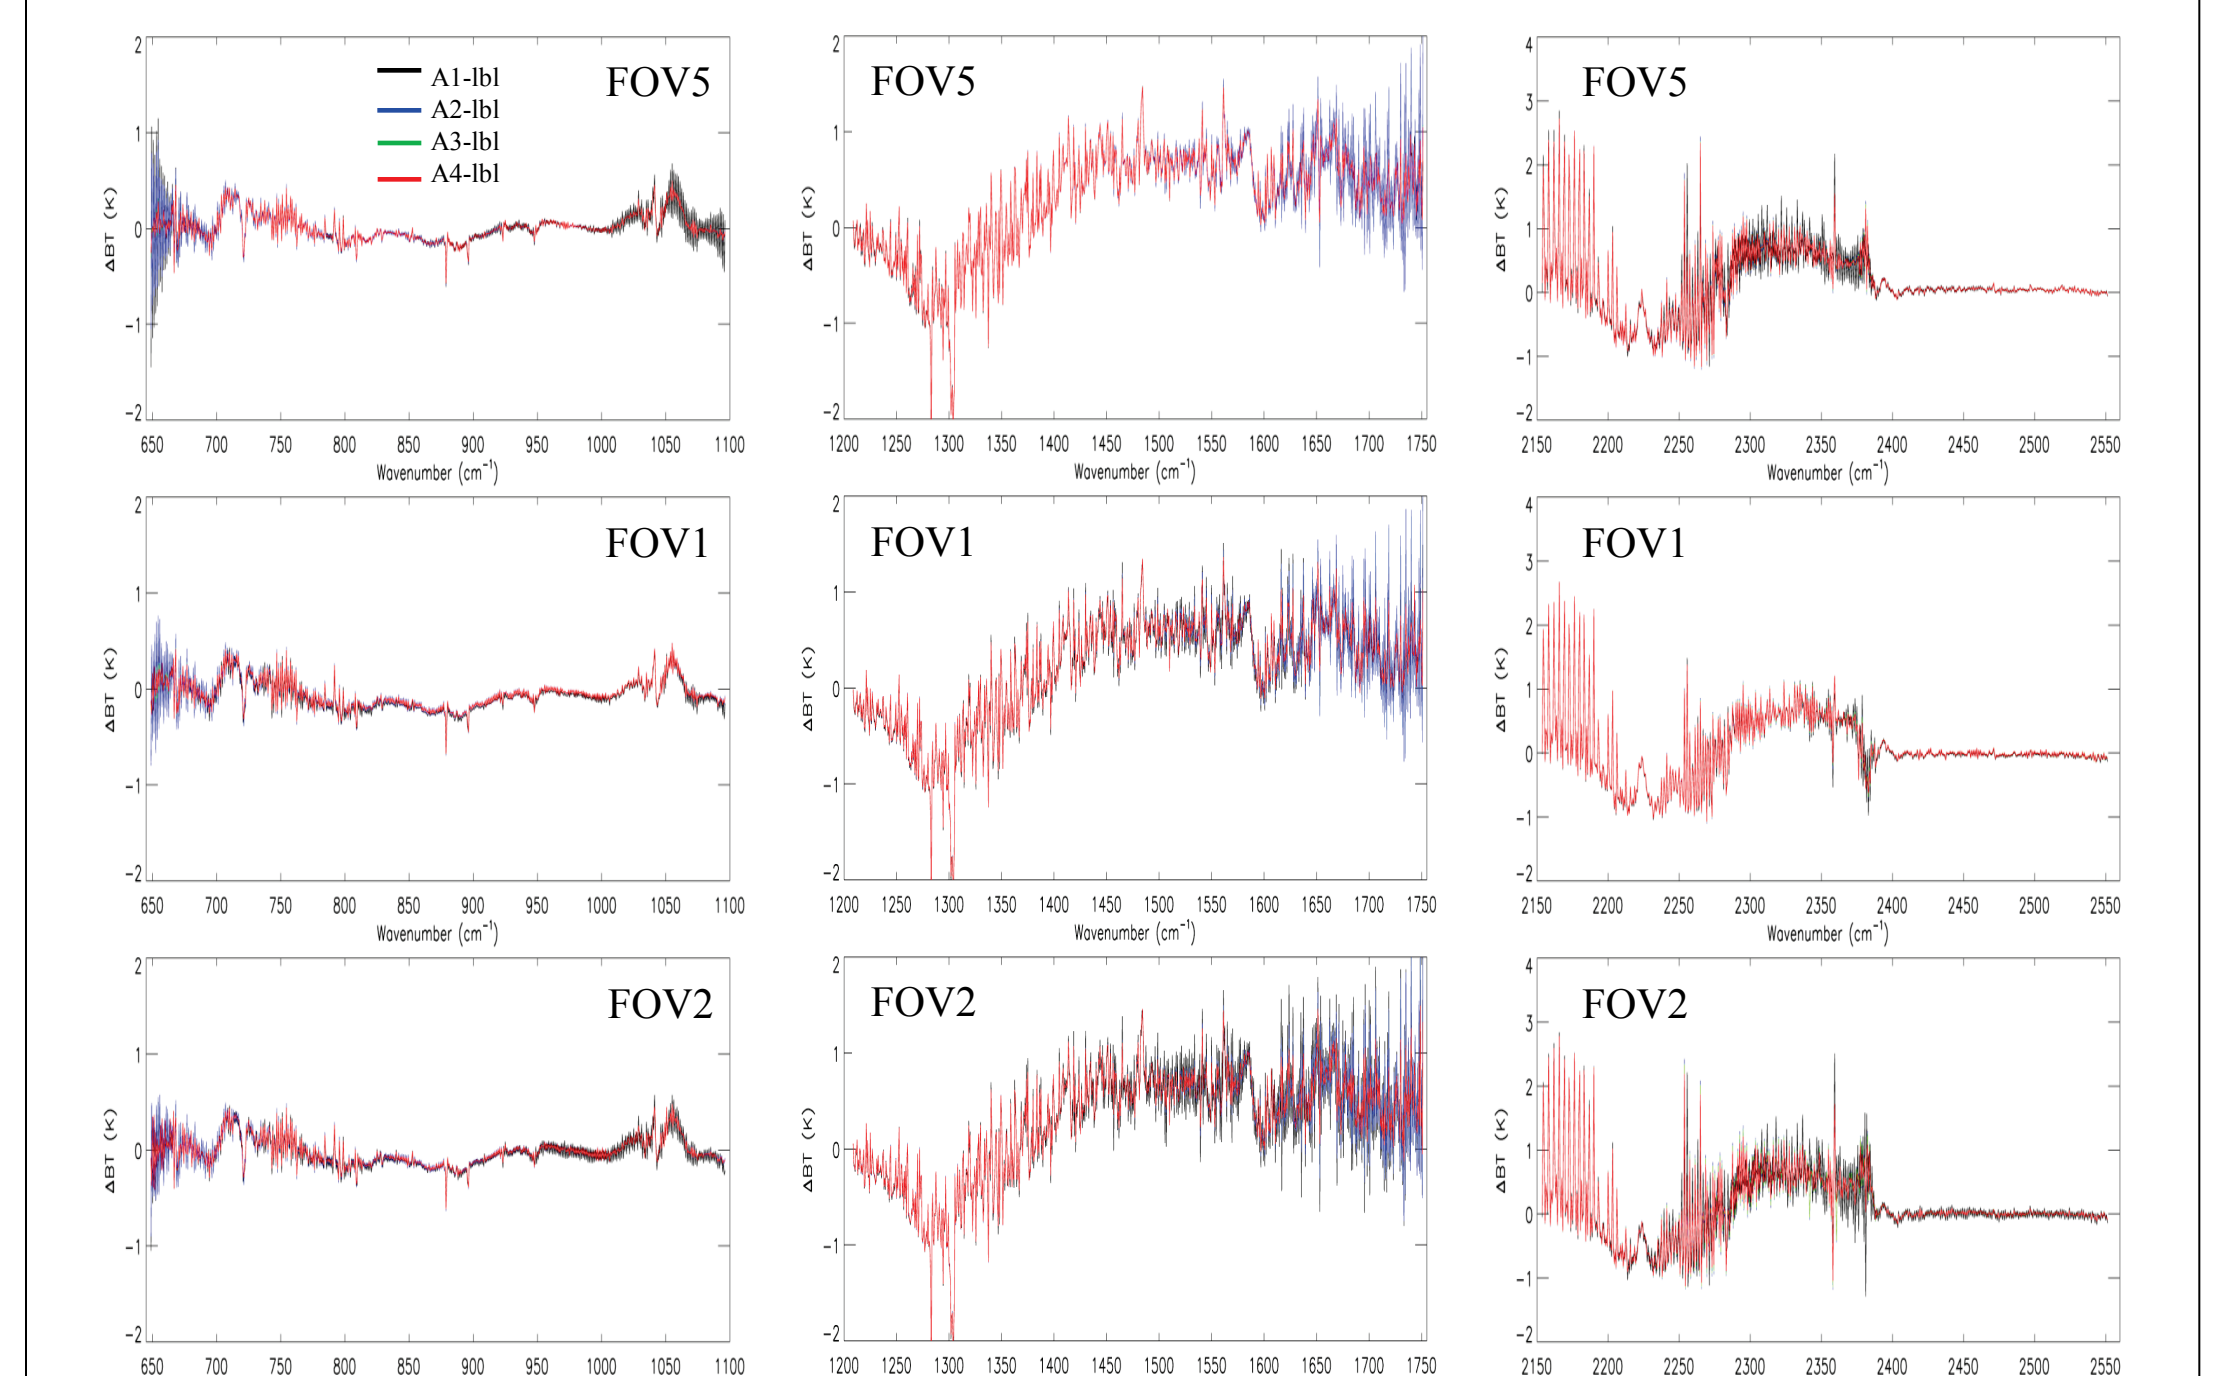 FOV5
A1-lbl
A2-lbl
A3-lbl
A4-lbl
ΔBT (K)
2
1
0
−1
−2
650 700 750 800 850 900 950 1000 1050 1100
Wavenumber (cm⁻¹)
FOV5
ΔBT (K)
2
1
0
−1
−2
1200 1250 1300 1350 1400 1450 1500 1550 1600 1650 1700 1750
Wavenumber (cm⁻¹)
FOV5
ΔBT (K)
4
3
2
1
0
−1
−2
2150 2200 2250 2300 2350 2400 2450 2500 2550
Wavenumber (cm⁻¹)
FOV1
ΔBT (K)
2
1
0
−1
−2
650 700 750 800 850 900 950 1000 1050 1100
Wavenumber (cm⁻¹)
FOV1
ΔBT (K)
2
1
0
−1
−2
1200 1250 1300 1350 1400 1450 1500 1550 1600 1650 1700 1750
Wavenumber (cm⁻¹)
FOV1
ΔBT (K)
4
3
2
1
0
−1
−2
2150 2200 2250 2300 2350 2400 2450 2500 2550
Wavenumber (cm⁻¹)
FOV2
ΔBT (K)
2
1
0
−1
−2
650 700 750 800 850 900 950 1000 1050 1100
FOV2
ΔBT (K)
2
1
0
−1
−2
1200 1250 1300 1350 1400 1450 1500 1550 1600 1650 1700 1750
FOV2
ΔBT (K)
4
3
2
1
0
−1
−2
2150 2200 2250 2300 2350 2400 2450 2500 2550